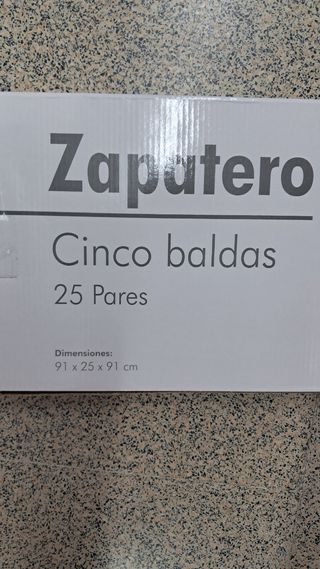 Zapatero
Cinco baldas
25 Pares
Dimensiones:
91 x 25 x 91 cm